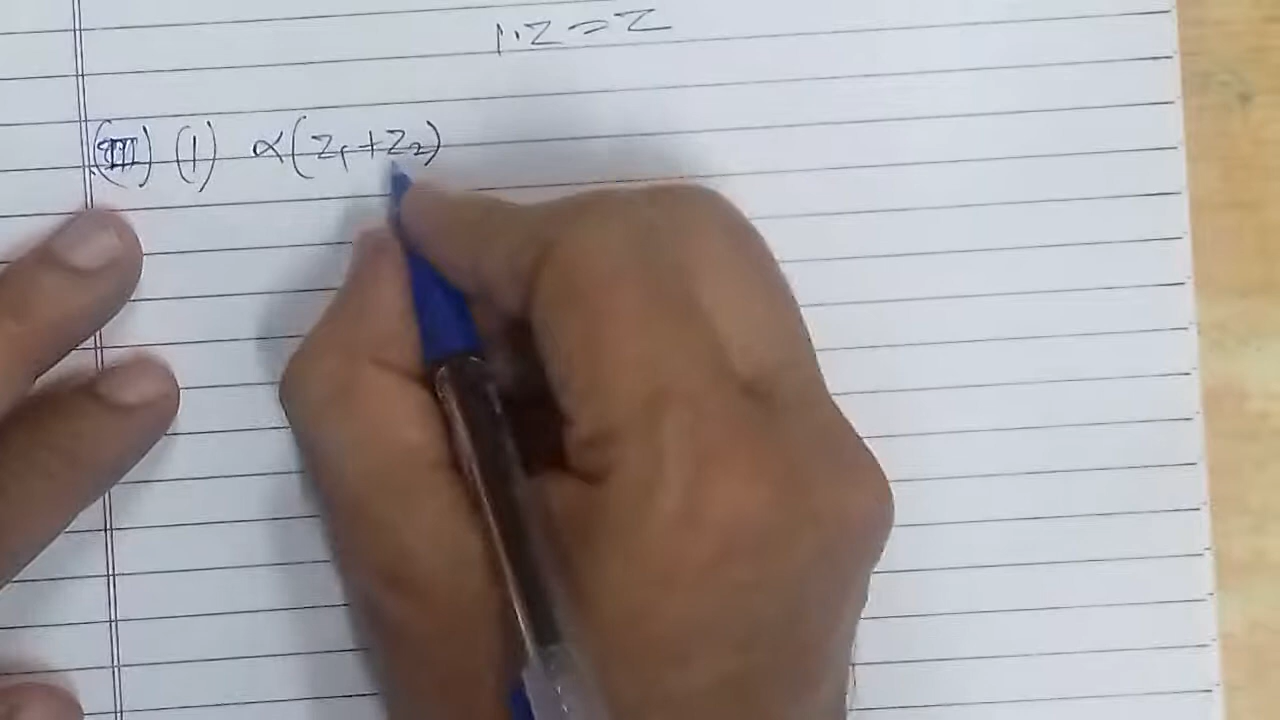 1.z = z
(III) (1) α(z₁+z₂)